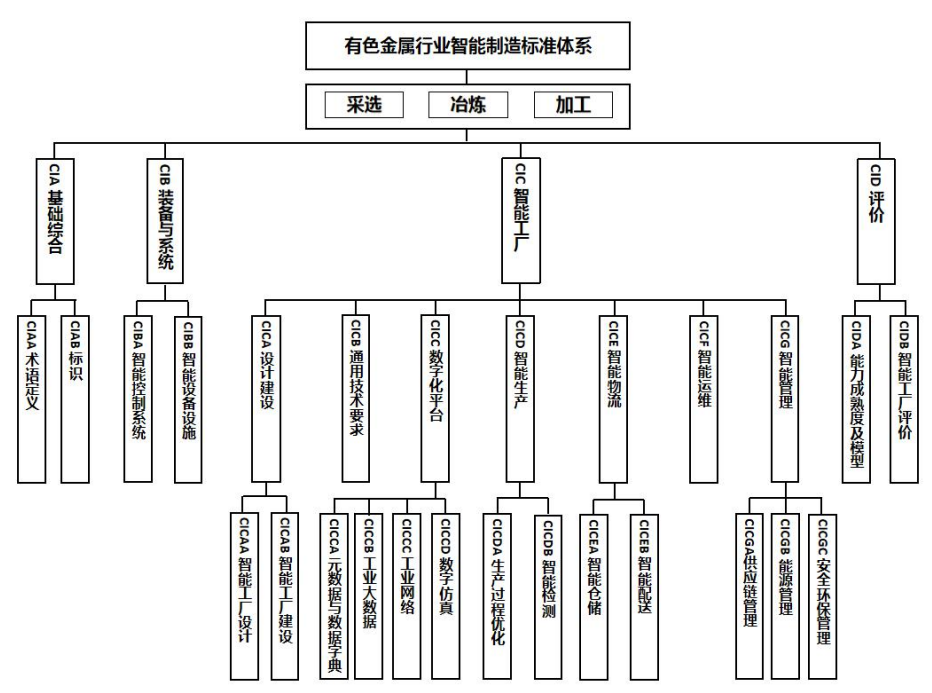 有色金属行业智能制造标准体系
采选
冶炼
加工
CIA 基础综合
CIB 装备与系统
CIC 智能工厂
CID 评价
CIAA 术语定义
CIAB 标识
CIBA 智能控制系统
CIBB 智能设备设施
CICA 设计建设
CICB 通用技术要求
CICC 数字化平台
CICD 智能生产
CICE 智能物流
CICF 智能运维
CICG 智能管理
CIDA 能力成熟度及模型
CIDB 智能工厂评价
CICAA 智能工厂设计
CICAB 智能工厂建设
CICCA 元数据与数据字典
CICCB 工业大数据
CICCC 工业网络
CICCD 数字仿真
CICDA 生产过程优化
CICDB 智能检测
CICEA 智能仓储
CICEB 智能配送
CICGA供应链管理
CICGB 能源管理
CICGC 安全环保管理